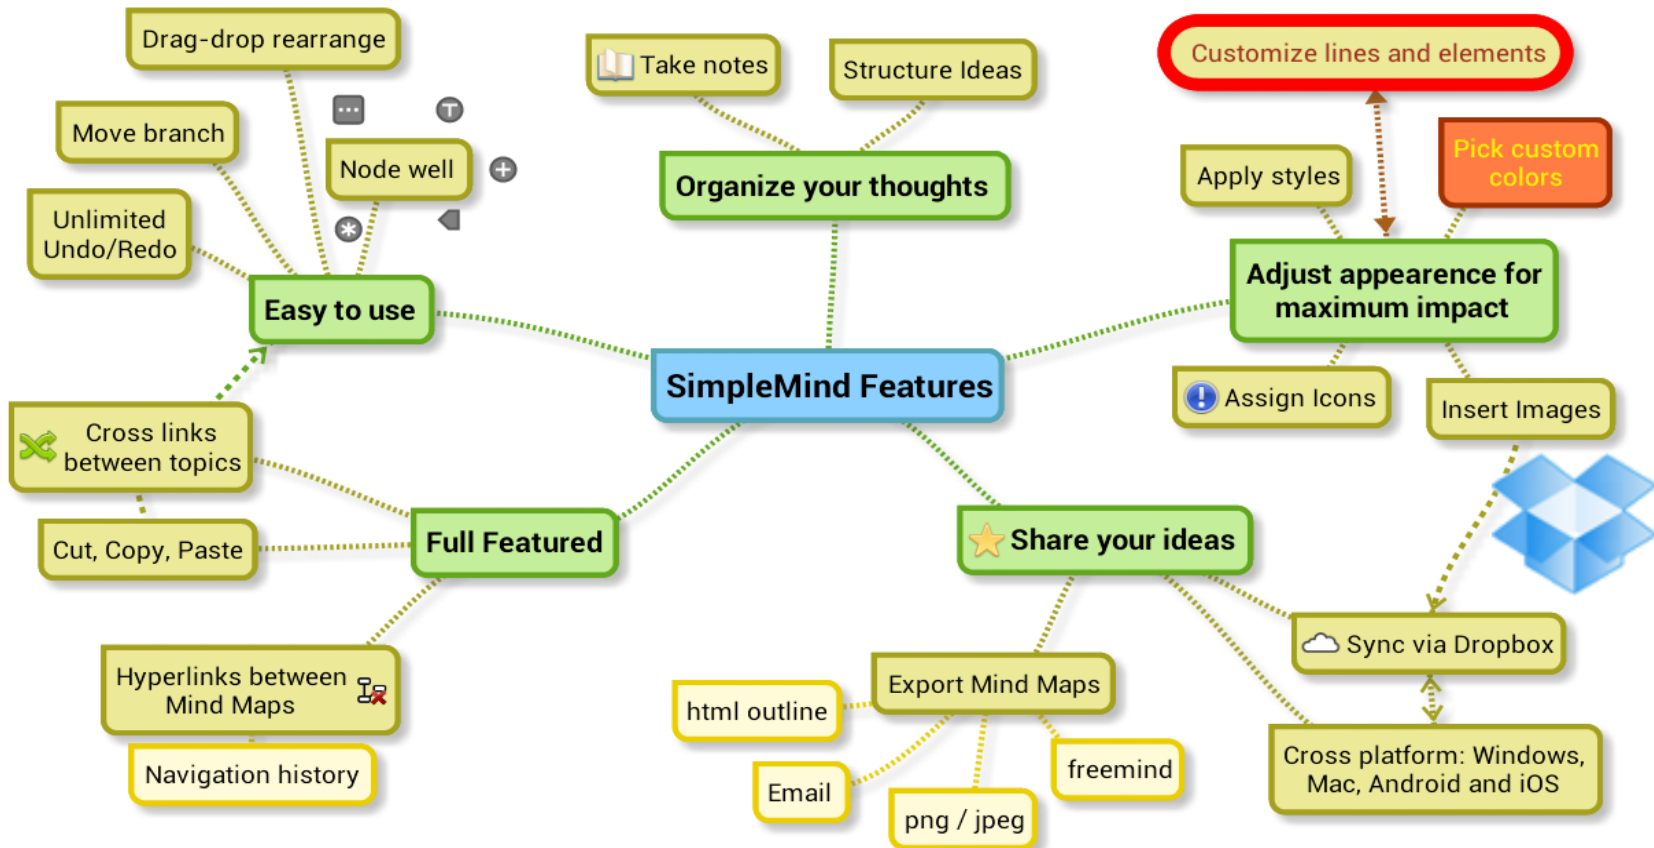 Drag-drop rearrange
Move branch
Node well
Unlimited
Undo/Redo
Easy to use
Take notes
Structure Ideas
Organize your thoughts
Customize lines and elements
Apply styles
Pick custom
colors
Adjust appearence for
maximum impact
Assign Icons
Insert Images
SimpleMind Features
Cross links
between topics
Cut, Copy, Paste
Full Featured
Hyperlinks between
Mind Maps
Navigation history
Share your ideas
Export Mind Maps
html outline
Email
png / jpeg
freemind
Sync via Dropbox
Cross platform: Windows,
Mac, Android and iOS